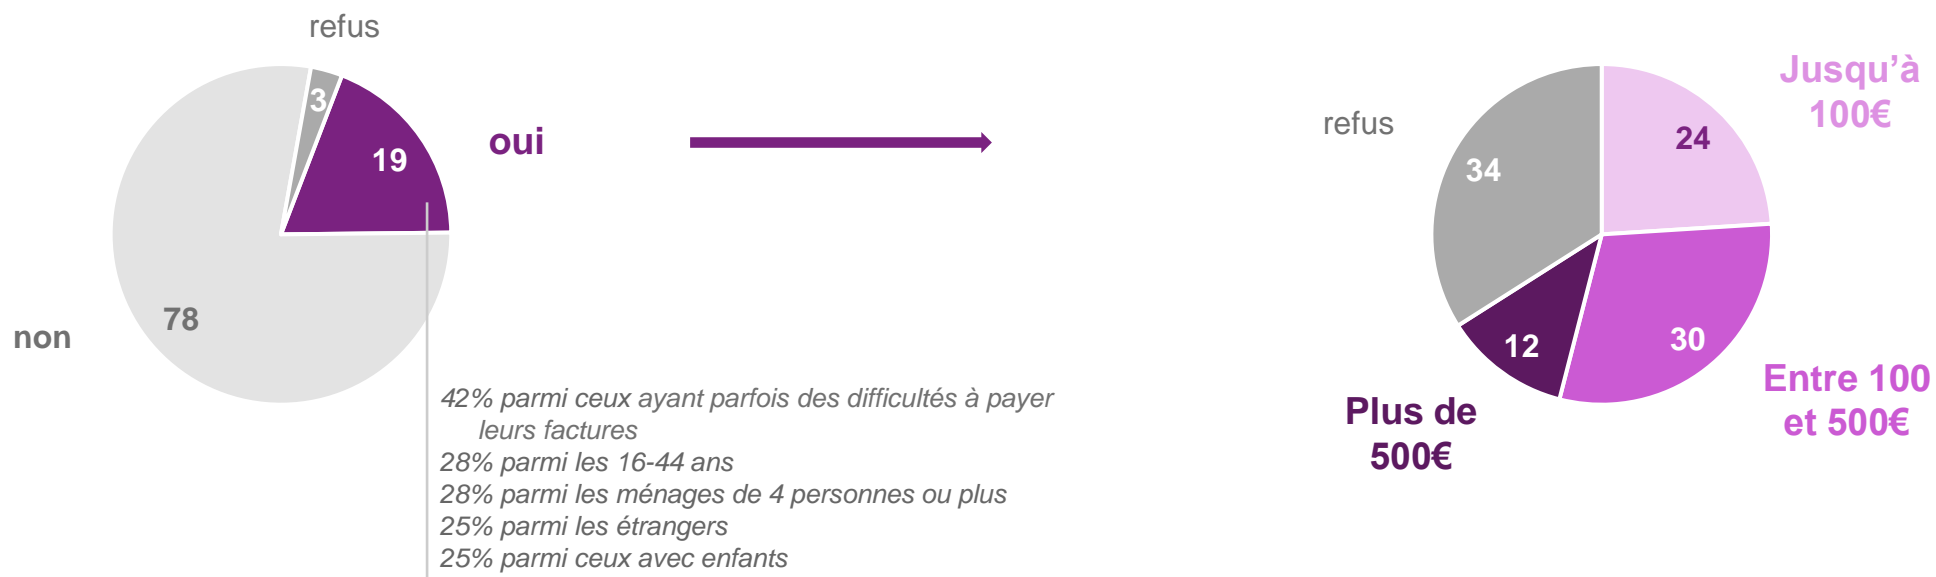 refus
3
19
oui
78
non
42% parmi ceux ayant parfois des difficultés à payer
leurs factures
28% parmi les 16-44 ans
28% parmi les ménages de 4 personnes ou plus
25% parmi les étrangers
25% parmi ceux avec enfants
Jusqu’à
100€
refus
24
34
30
12
Entre 100
et 500€
Plus de
500€